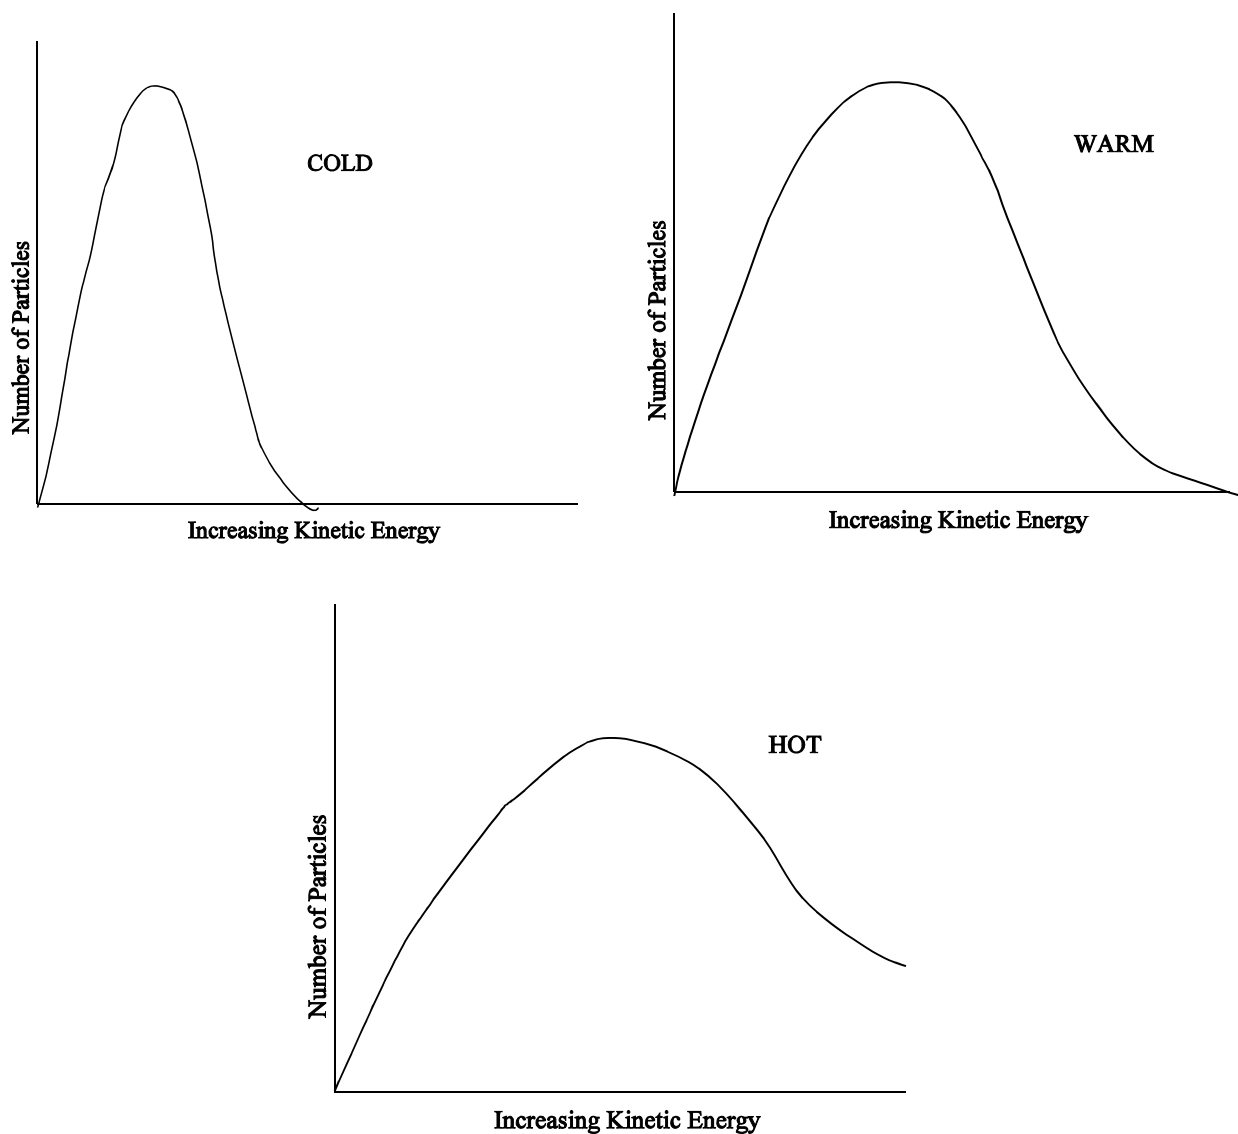 COLD
Number of Particles
Increasing Kinetic Energy
WARM
Number of Particles
Increasing Kinetic Energy
HOT
Number of Particles
Increasing Kinetic Energy